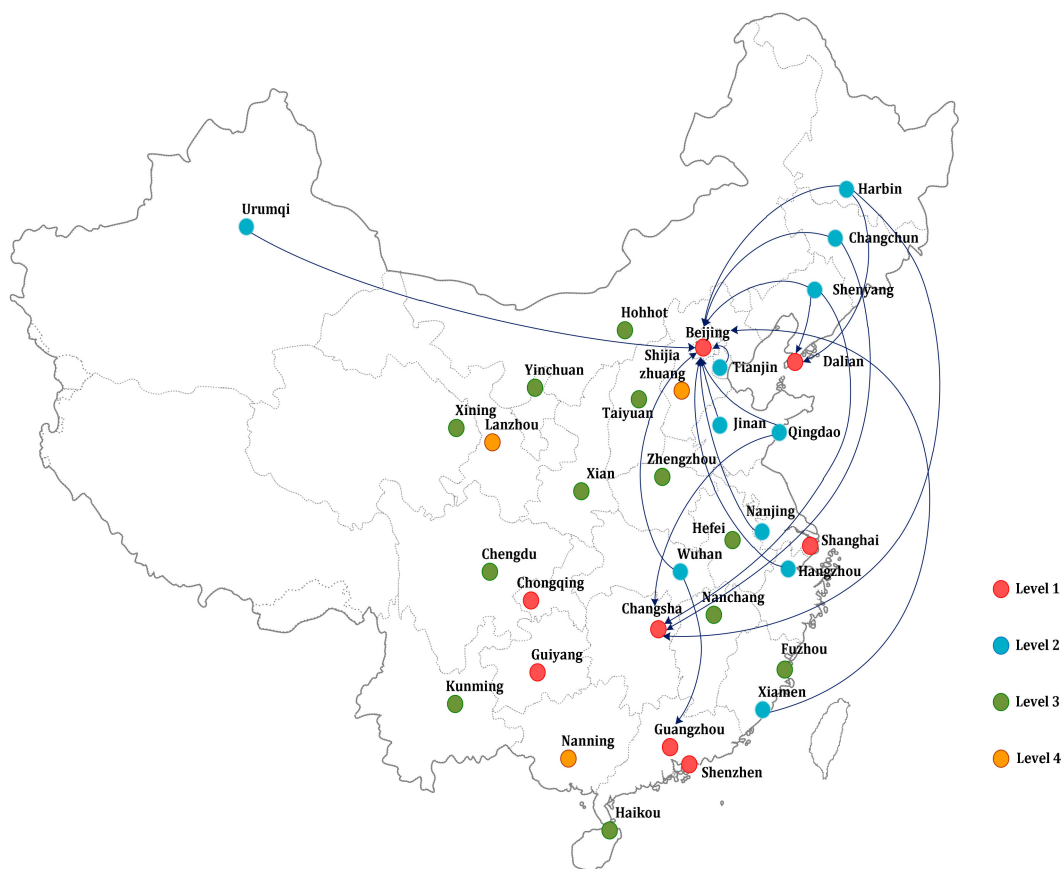 Harbin
Urumqi
Changchun
Shenyang
Hohhot
Beijing
Shijia
zhuang
Tianjin
Dalian
Yinchuan
Taiyuan
Xining
Lanzhou
Jinan
Qingdao
Xian
Zhengzhou
Nanjing
Hefei
Shanghai
Chengdu
Wuhan
Hangzhou
Chongqing
Changsha
Nanchang
Level 1
Guiyang
Fuzhou
Level 2
Kunming
Xiamen
Level 3
Guangzhou
Nanning
Shenzhen
Level 4
Haikou